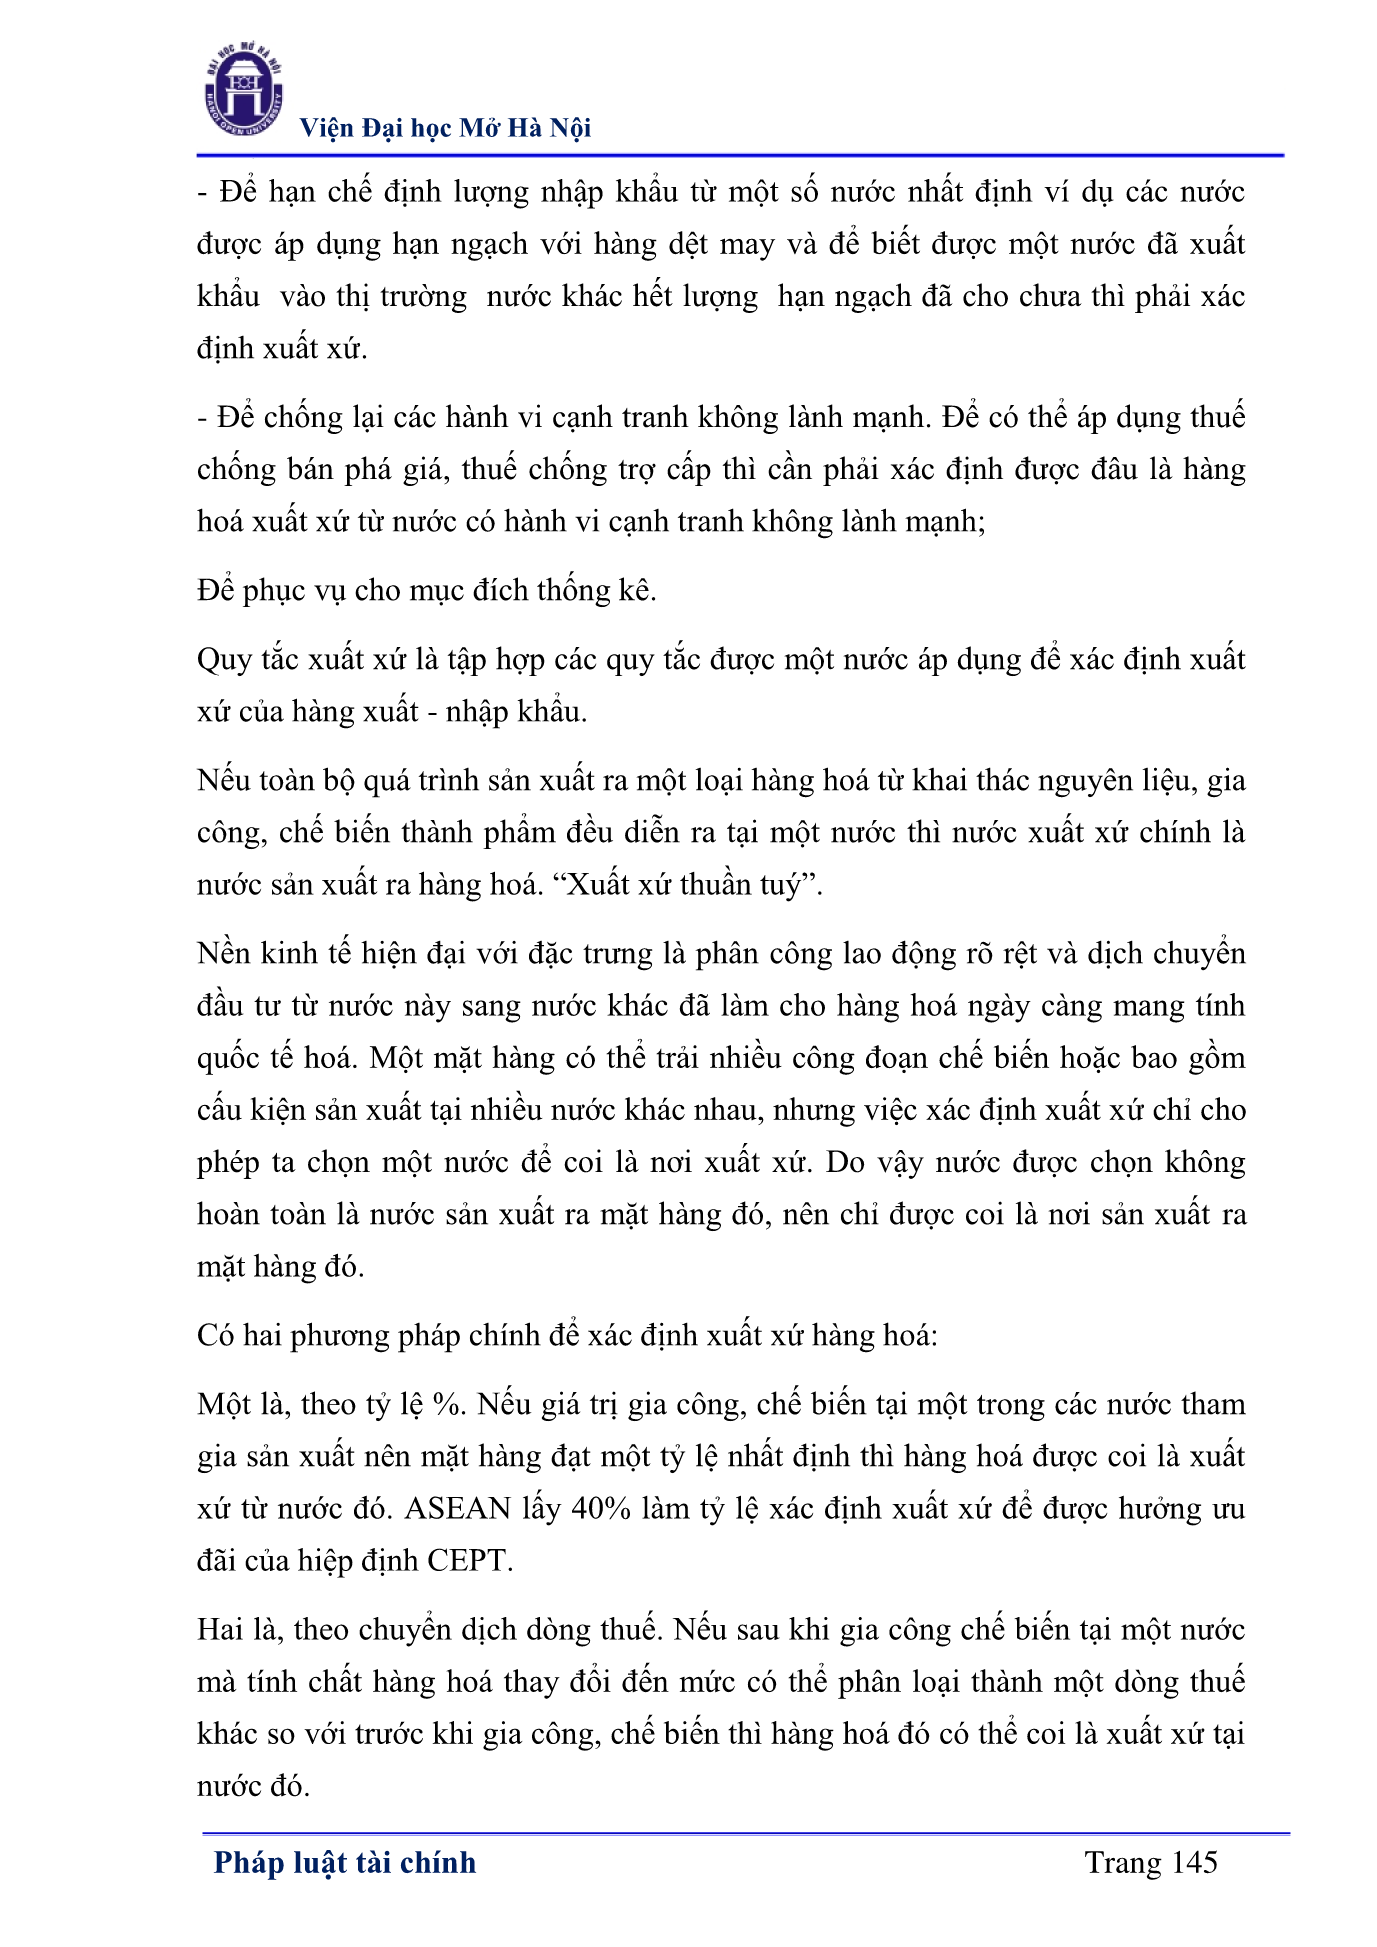 ĐẠI HỌC MỞ HÀ NỘI
HANOI OPEN UNIVERSITY
Viện Đại học Mở Hà Nội
- Để hạn chế định lượng nhập khẩu từ một số nước nhất định ví dụ các nước
được áp dụng hạn ngạch với hàng dệt may và để biết được một nước đã xuất
khẩu vào thị trường nước khác hết lượng hạn ngạch đã cho chưa thì phải xác
định xuất xứ.
- Để chống lại các hành vi cạnh tranh không lành mạnh. Để có thể áp dụng thuế
chống bán phá giá, thuế chống trợ cấp thì cần phải xác định được đâu là hàng
hoá xuất xứ từ nước có hành vi cạnh tranh không lành mạnh;
Để phục vụ cho mục đích thống kê.
Quy tắc xuất xứ là tập hợp các quy tắc được một nước áp dụng để xác định xuất
xứ của hàng xuất - nhập khẩu.
Nếu toàn bộ quá trình sản xuất ra một loại hàng hoá từ khai thác nguyên liệu, gia
công, chế biến thành phẩm đều diễn ra tại một nước thì nước xuất xứ chính là
nước sản xuất ra hàng hoá. “Xuất xứ thuần tuý”.
Nền kinh tế hiện đại với đặc trưng là phân công lao động rõ rệt và dịch chuyển
đầu tư từ nước này sang nước khác đã làm cho hàng hoá ngày càng mang tính
quốc tế hoá. Một mặt hàng có thể trải nhiều công đoạn chế biến hoặc bao gồm
cấu kiện sản xuất tại nhiều nước khác nhau, nhưng việc xác định xuất xứ chỉ cho
phép ta chọn một nước để coi là nơi xuất xứ. Do vậy nước được chọn không
hoàn toàn là nước sản xuất ra mặt hàng đó, nên chỉ được coi là nơi sản xuất ra
mặt hàng đó.
Có hai phương pháp chính để xác định xuất xứ hàng hoá:
Một là, theo tỷ lệ %. Nếu giá trị gia công, chế biến tại một trong các nước tham
gia sản xuất nên mặt hàng đạt một tỷ lệ nhất định thì hàng hoá được coi là xuất
xứ từ nước đó. ASEAN lấy 40% làm tỷ lệ xác định xuất xứ để được hưởng ưu
đãi của hiệp định CEPT.
Hai là, theo chuyển dịch dòng thuế. Nếu sau khi gia công chế biến tại một nước
mà tính chất hàng hoá thay đổi đến mức có thể phân loại thành một dòng thuế
khác so với trước khi gia công, chế biến thì hàng hoá đó có thể coi là xuất xứ tại
nước đó.
Pháp luật tài chính Trang 145